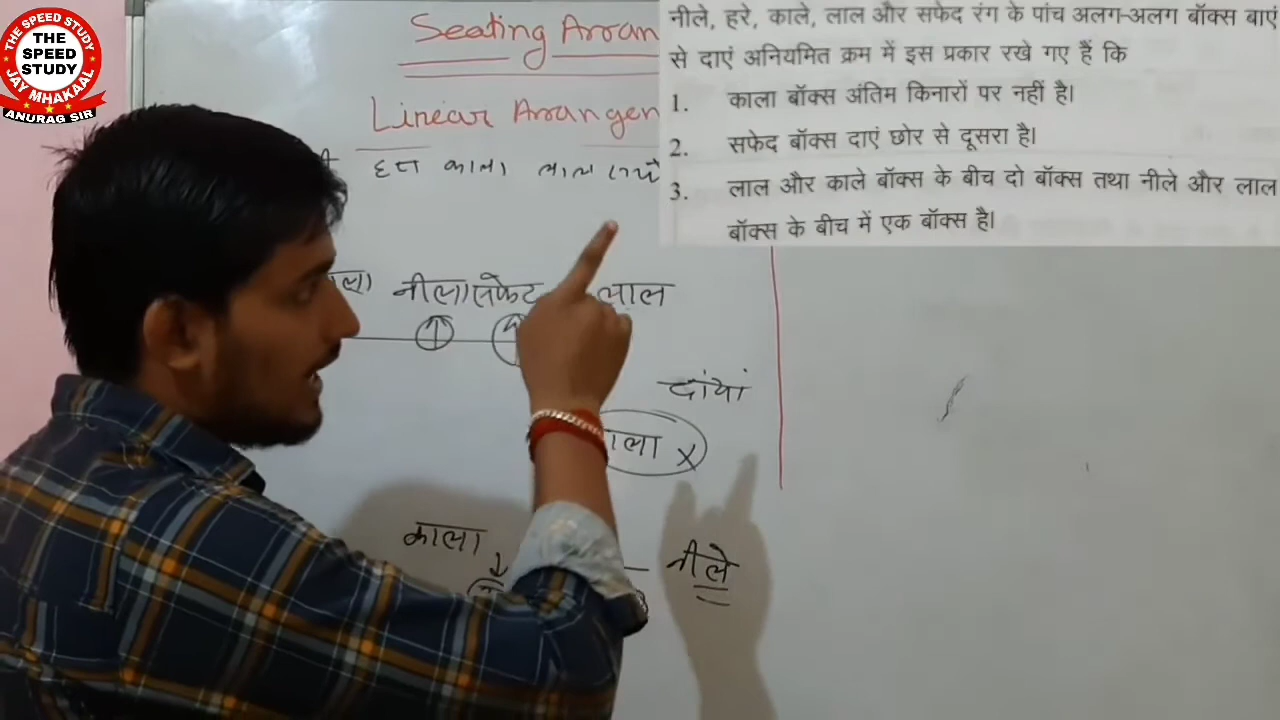 THE SPEED STUDY
THE
SPEED
STUDY
JAY MHAKAAL
ANURAG SIR
Seating Arran
Linear Arrangen
काला लाल
नीले, हरे, काले, लाल और सफेद रंग के पांच अलग-अलग बॉक्स बाएं
से दाएं अनियमित क्रम में इस प्रकार रखे गए हैं कि
1. काला बॉक्स अंतिम किनारों पर नहीं है।
2. सफेद बॉक्स दाएं छोर से दूसरा है।
3. लाल और काले बॉक्स के बीच दो बॉक्स तथा नीले और लाल
बॉक्स के बीच में एक बॉक्स है।
नीला सफेद लाल
दांयां
ाला x
काला नीले